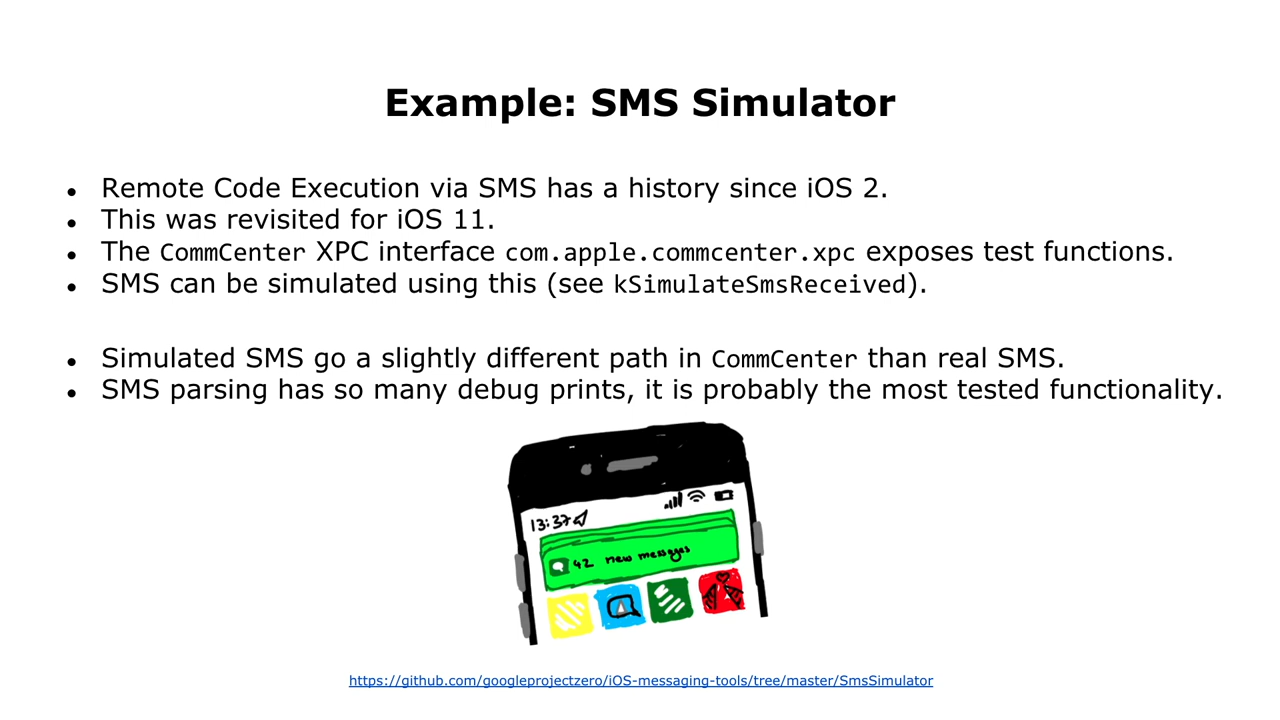 Example: SMS Simulator
● Remote Code Execution via SMS has a history since iOS 2.
● This was revisited for iOS 11.
● The CommCenter XPC interface com.apple.commcenter.xpc exposes test functions.
● SMS can be simulated using this (see kSimulateSmsReceived).
● Simulated SMS go a slightly different path in CommCenter than real SMS.
● SMS parsing has so many debug prints, it is probably the most tested functionality.
13:37
42 new messages
https://github.com/googleprojectzero/iOS-messaging-tools/tree/master/SmsSimulator